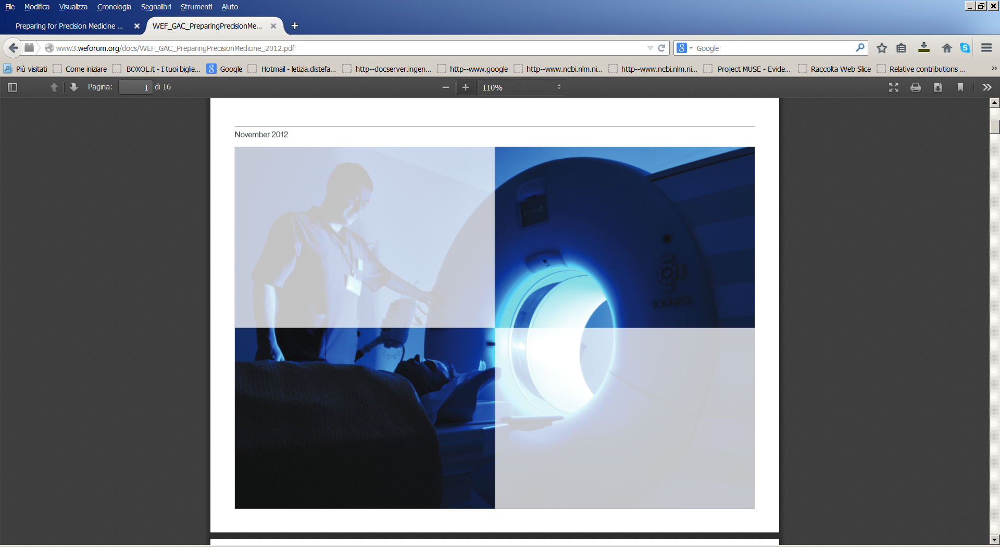 File Modifica Visualizza Cronologia Segnalibri Strumenti Aiuto
Preparing for Precision Medicine ... WEF_GAC_PreparingPrecisionMe...
www3.weforum.org/docs/WEF_GAC_PreparingPrecisionMedicine_2012.pdf Google
Più visitati Come iniziare BOXOL.it - I tuoi biglie... Google Hotmail - letizia.distefa... http--docserver.ingen... http--www.google http--www.ncbi.nlm.ni... http--www.ncbi.nlm.ni... Project MUSE - Evide... Raccolta Web Slice Relative contributions ...
Pagina: 1 di 16 110%
November 2012